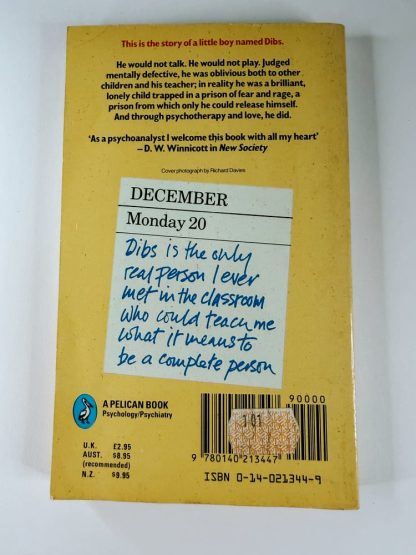 This is the story of a little boy named Dibs.
He would not talk. He would not play. Judged
mentally defective, he was oblivious both to other
children and his teacher; in reality he was a brilliant,
lonely child trapped in a prison of fear and rage, a
prison from which only he could release himself.
And through psychotherapy and love, he did.
'As a psychoanalyst I welcome this book with all my heart'
– D. W. Winnicott in New Society
Cover photograph by Richard Davies
DECEMBER
Monday 20
Dibs is the only
real person I ever
met in the classroom
who could teach me
what it means to
be a complete person
A PELICAN BOOK
Psychology/Psychiatry
U.K. £2.95
AUST. $8.95
(recommended)
N.Z. $9.95
90000
9 780140 213447
ISBN 0-14-021344-9